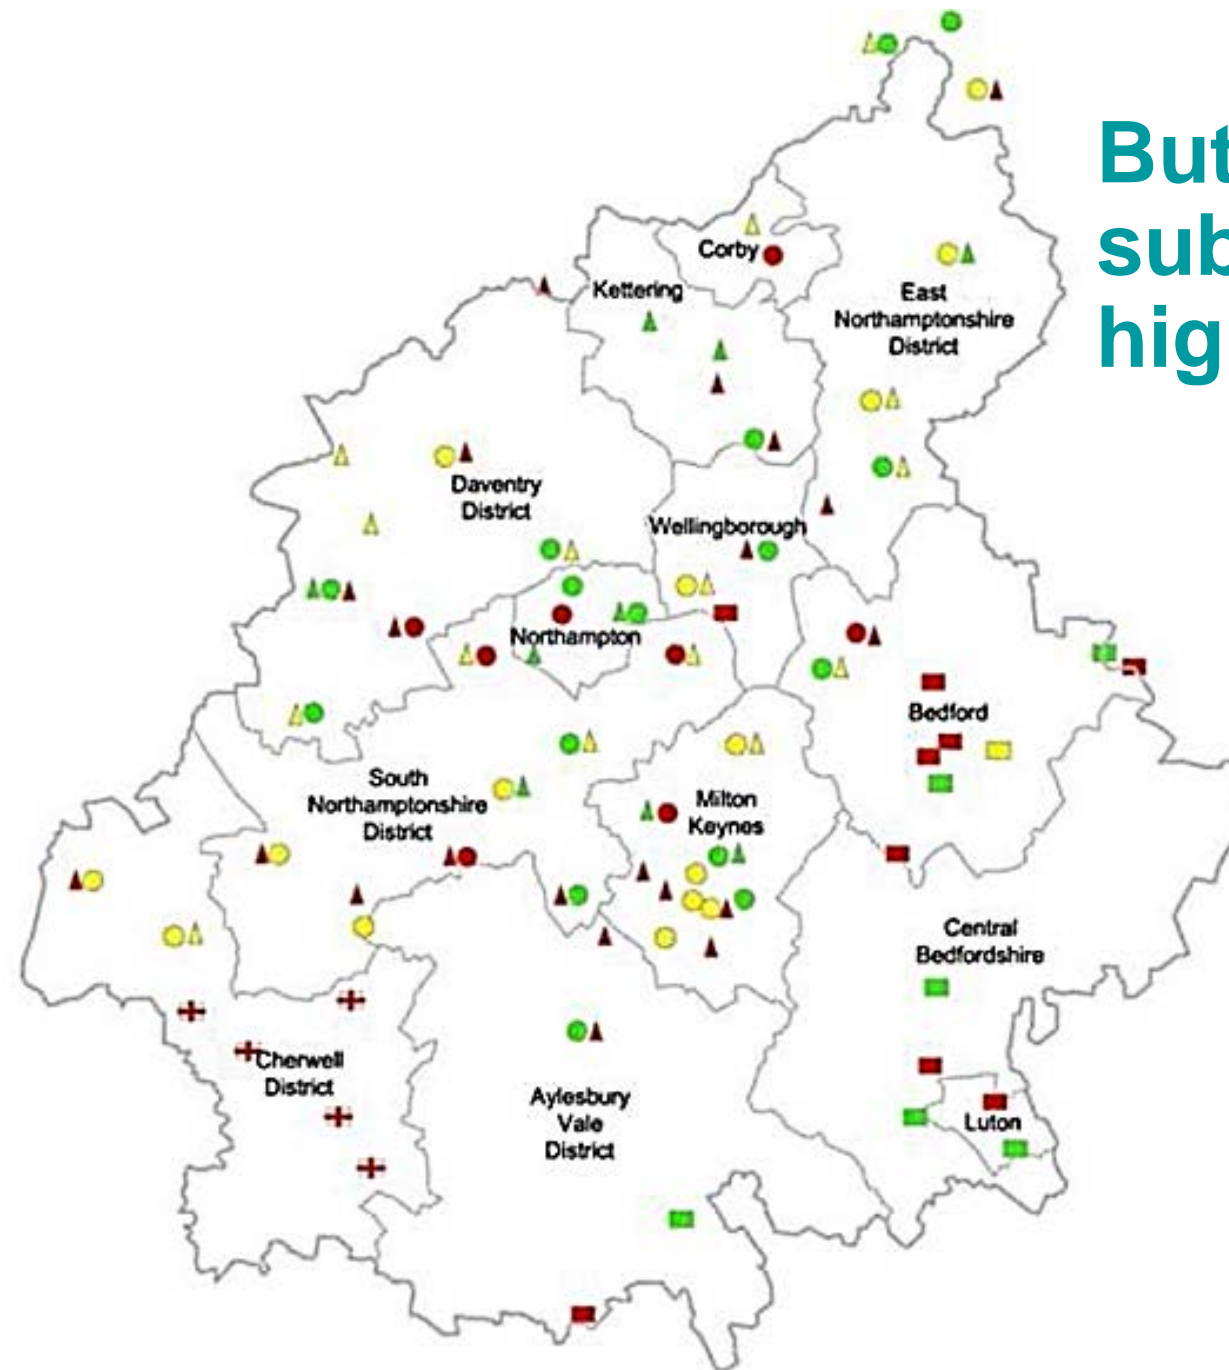 But
sub
hig
Corby
Kettering
East
Northamptonshire
District
Daventry
District
Wellingborough
Northampton
Bedford
South
Northamptonshire
District
Milton
Keynes
Central
Bedfordshire
Cherwell
District
Aylesbury
Vale
District
Luton